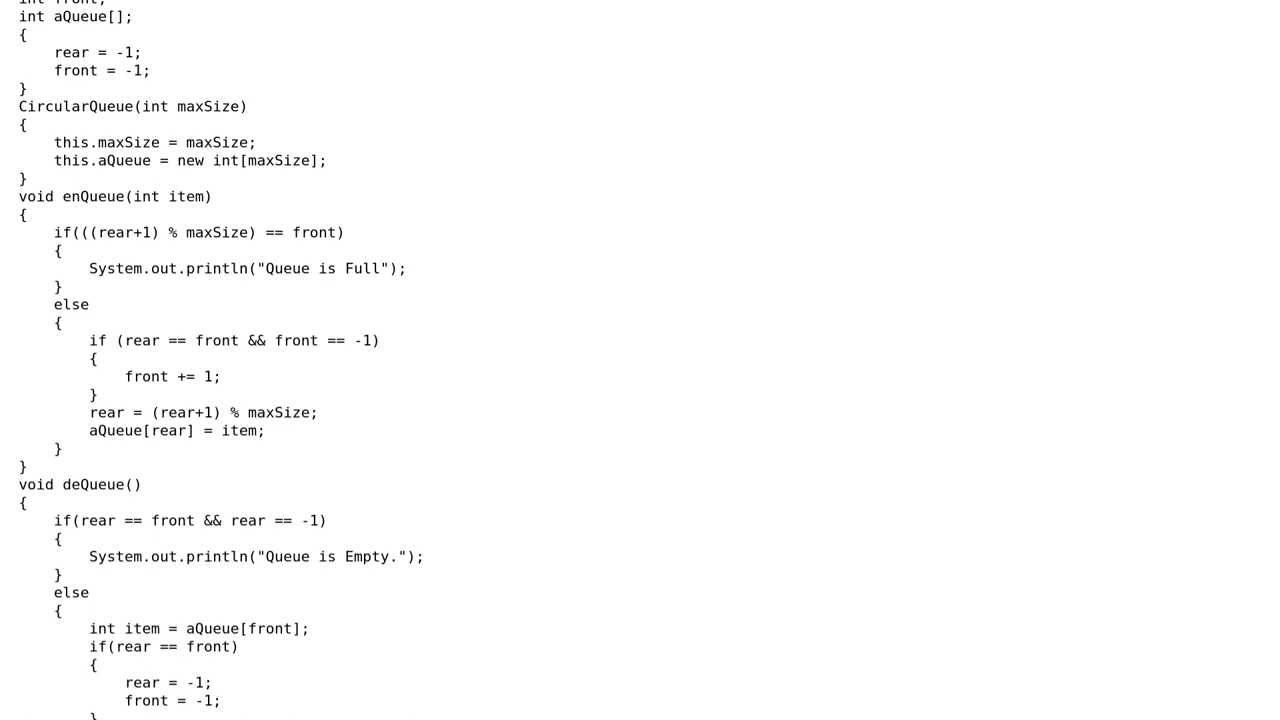 int front;
int aQueue[];
{
    rear = -1;
    front = -1;
}
CircularQueue(int maxSize)
{
    this.maxSize = maxSize;
    this.aQueue = new int[maxSize];
}
void enQueue(int item)
{
    if(((rear+1) % maxSize) == front)
    {
        System.out.println("Queue is Full");
    }
    else
    {
        if (rear == front && front == -1)
        {
            front += 1;
        }
        rear = (rear+1) % maxSize;
        aQueue[rear] = item;
    }
}
void deQueue()
{
    if(rear == front && rear == -1)
    {
        System.out.println("Queue is Empty.");
    }
    else
    {
        int item = aQueue[front];
        if(rear == front)
        {
            rear = -1;
            front = -1;
        }